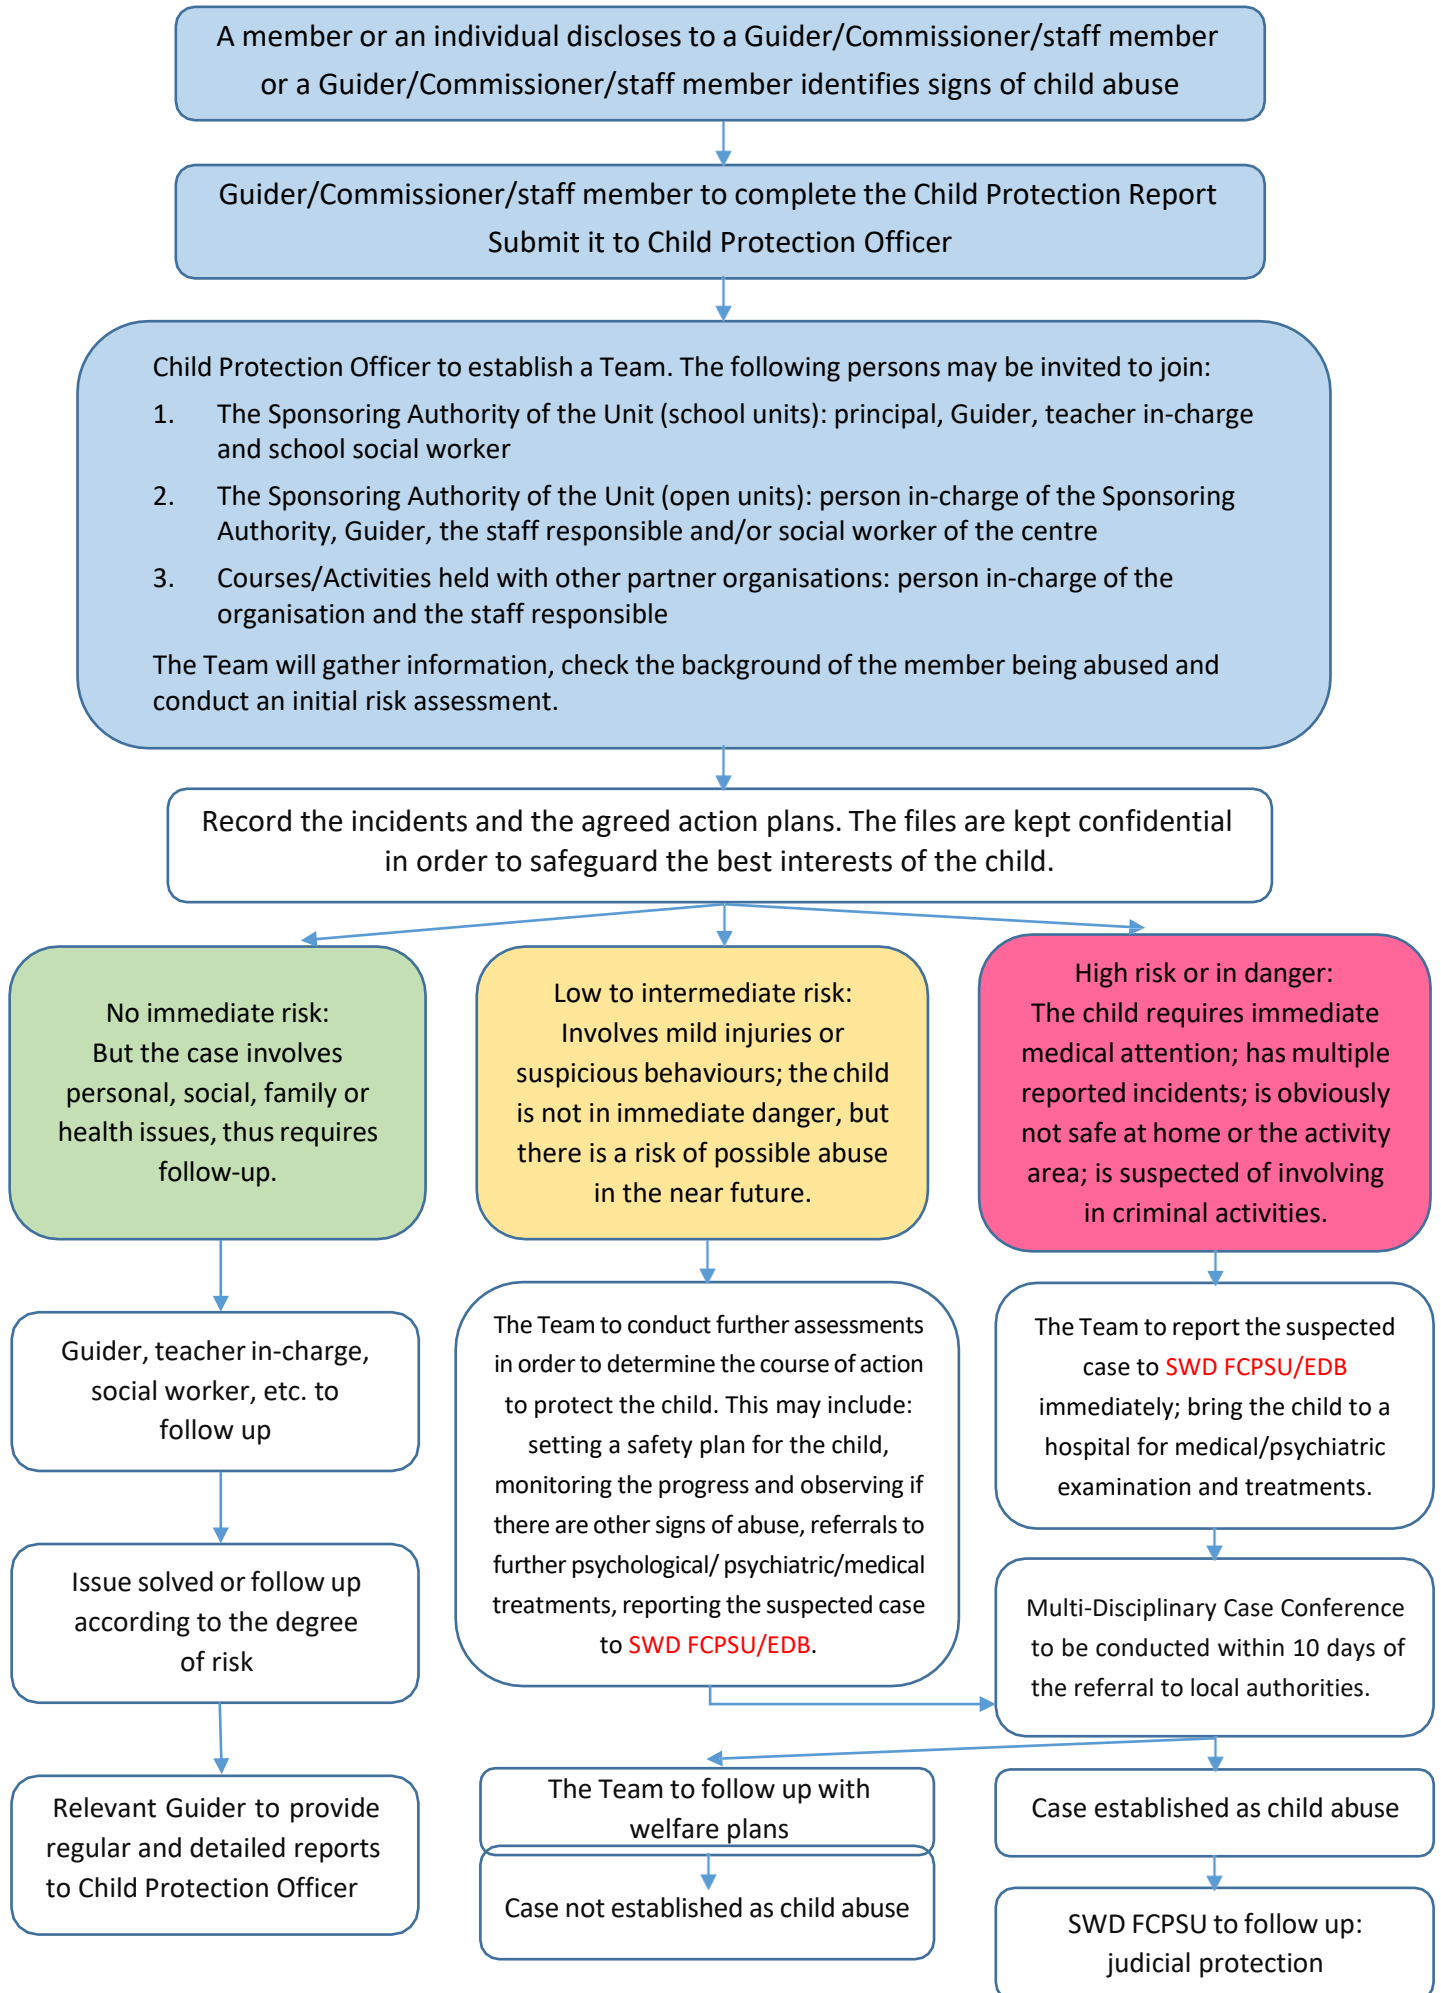 A member or an individual discloses to a Guider/Commissioner/staff member
or a Guider/Commissioner/staff member identifies signs of child abuse
Guider/Commissioner/staff member to complete the Child Protection Report
Submit it to Child Protection Officer
Child Protection Officer to establish a Team. The following persons may be invited to join:
1. The Sponsoring Authority of the Unit (school units): principal, Guider, teacher in-charge
and school social worker
2. The Sponsoring Authority of the Unit (open units): person in-charge of the Sponsoring
Authority, Guider, the staff responsible and/or social worker of the centre
3. Courses/Activities held with other partner organisations: person in-charge of the
organisation and the staff responsible
The Team will gather information, check the background of the member being abused and
conduct an initial risk assessment.
Record the incidents and the agreed action plans. The files are kept confidential
in order to safeguard the best interests of the child.
No immediate risk:
But the case involves
personal, social, family or
health issues, thus requires
follow-up.
Low to intermediate risk:
Involves mild injuries or
suspicious behaviours; the child
is not in immediate danger, but
there is a risk of possible abuse
in the near future.
High risk or in danger:
The child requires immediate
medical attention; has multiple
reported incidents; is obviously
not safe at home or the activity
area; is suspected of involving
in criminal activities.
Guider, teacher in-charge,
social worker, etc. to
follow up
The Team to conduct further assessments
in order to determine the course of action
to protect the child. This may include:
setting a safety plan for the child,
monitoring the progress and observing if
there are other signs of abuse, referrals to
further psychological/ psychiatric/medical
treatments, reporting the suspected case
to SWD FCPSU/EDB.
The Team to report the suspected
case to SWD FCPSU/EDB
immediately; bring the child to a
hospital for medical/psychiatric
examination and treatments.
Issue solved or follow up
according to the degree
of risk
Multi-Disciplinary Case Conference
to be conducted within 10 days of
the referral to local authorities.
Relevant Guider to provide
regular and detailed reports
to Child Protection Officer
The Team to follow up with
welfare plans
Case not established as child abuse
Case established as child abuse
SWD FCPSU to follow up:
judicial protection